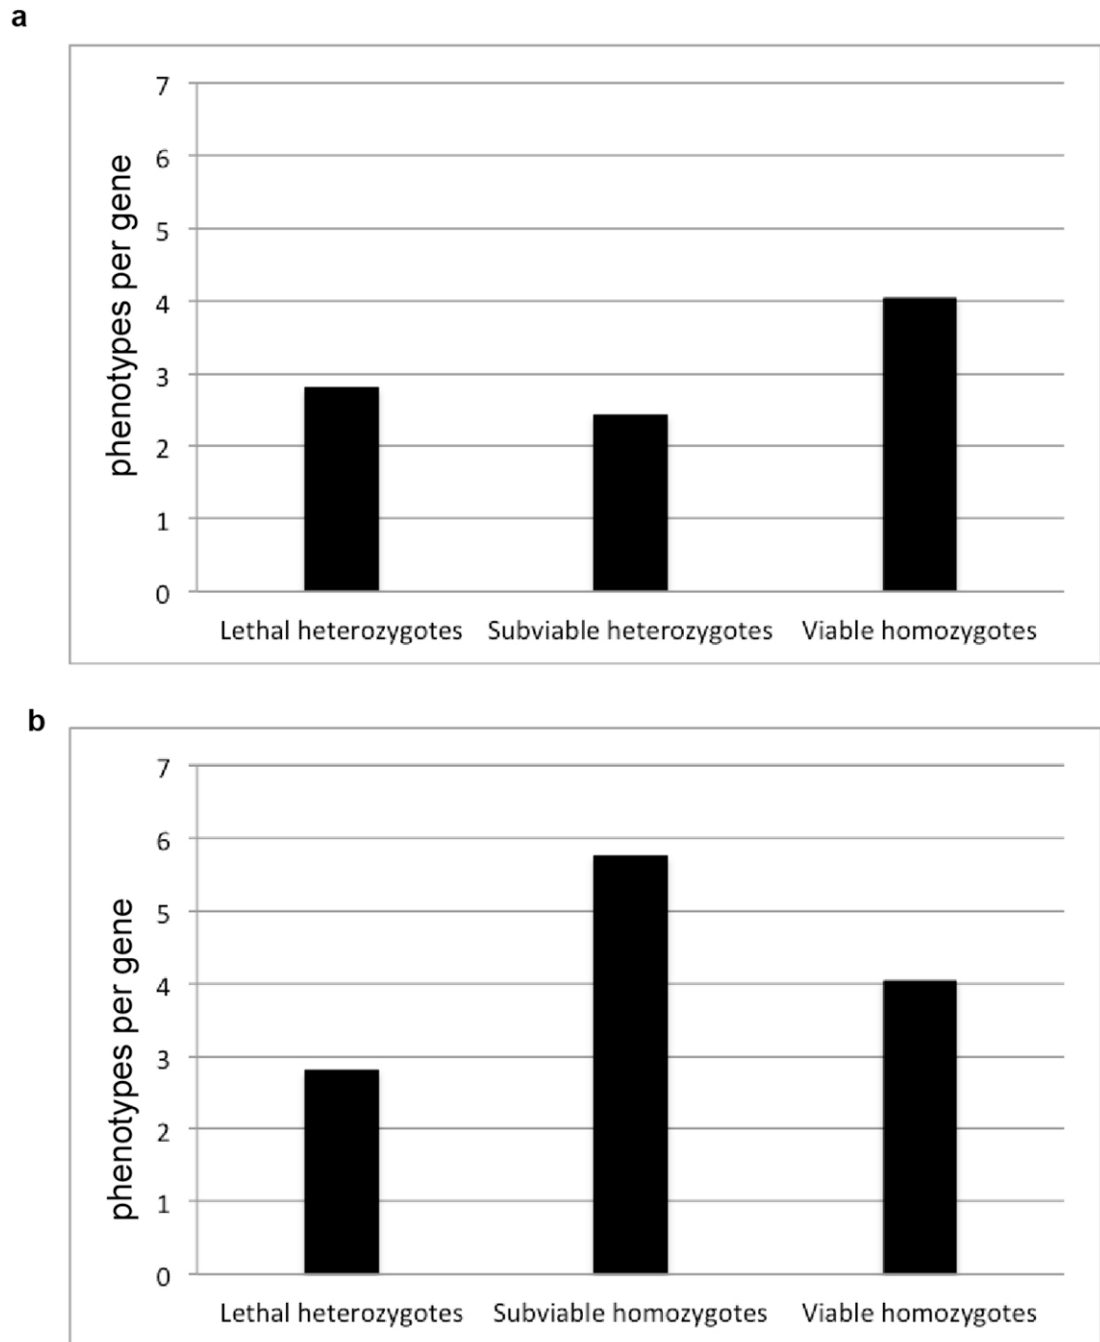 a
7
6
5
4
3
2
1
0
phenotypes per gene
Lethal heterozygotes Subviable heterozygotes Viable homozygotes
b
7
6
5
4
3
2
1
0
phenotypes per gene
Lethal heterozygotes Subviable homozygotes Viable homozygotes